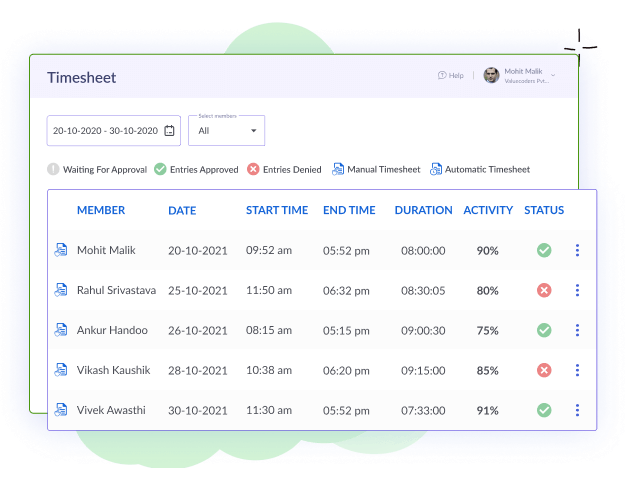 Timesheet
Help
Mohit Malik
Valuecoders Pvt...
Select members
20-10-2020 - 30-10-2020 All
Waiting For Approval Entries Approved Entries Denied Manual Timesheet Automatic Timesheet
MEMBER DATE START TIME END TIME DURATION ACTIVITY STATUS
Mohit Malik 20-10-2021 09:52 am 05:52 pm 08:00:00 90%
Rahul Srivastava 25-10-2021 11:50 am 06:32 pm 08:30:05 80%
Ankur Handoo 26-10-2021 08:15 am 05:15 pm 09:00:30 75%
Vikash Kaushik 28-10-2021 10:38 am 06:20 pm 09:15:00 85%
Vivek Awasthi 30-10-2021 11:30 am 05:52 pm 07:33:00 91%